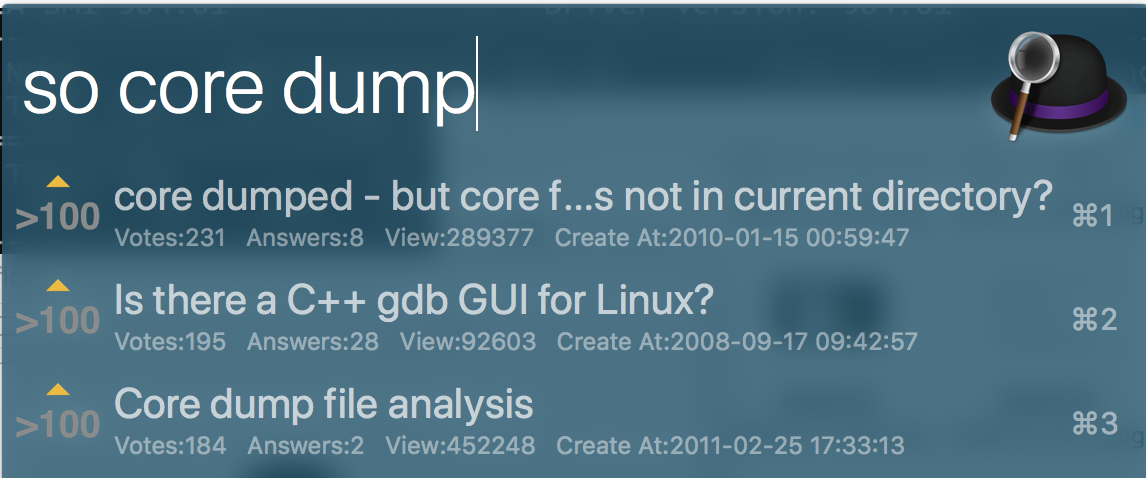 so core dump
>100 core dumped - but core f...s not in current directory? ⌘1
Votes:231 Answers:8 View:289377 Create At:2010-01-15 00:59:47
>100 Is there a C++ gdb GUI for Linux? ⌘2
Votes:195 Answers:28 View:92603 Create At:2008-09-17 09:42:57
>100 Core dump file analysis ⌘3
Votes:184 Answers:2 View:452248 Create At:2011-02-25 17:33:13